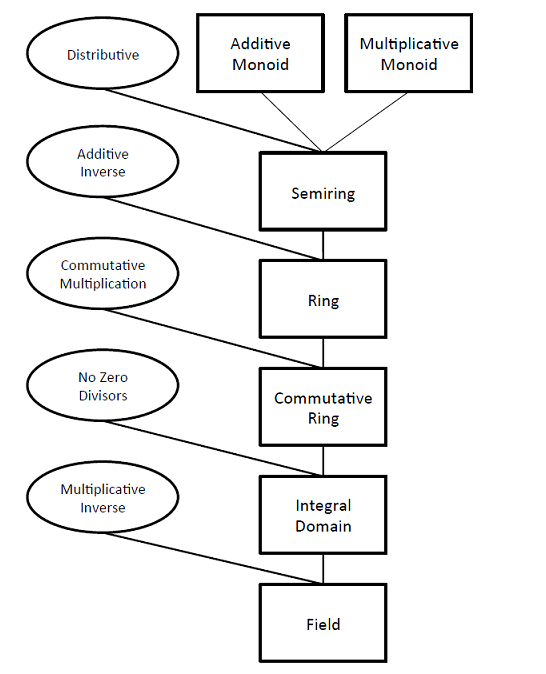 Distributive
Additive
Monoid
Multiplicative
Monoid
Additive
Inverse
Semiring
Commutative
Multiplication
Ring
No Zero
Divisors
Commutative
Ring
Multiplicative
Inverse
Integral
Domain
Field